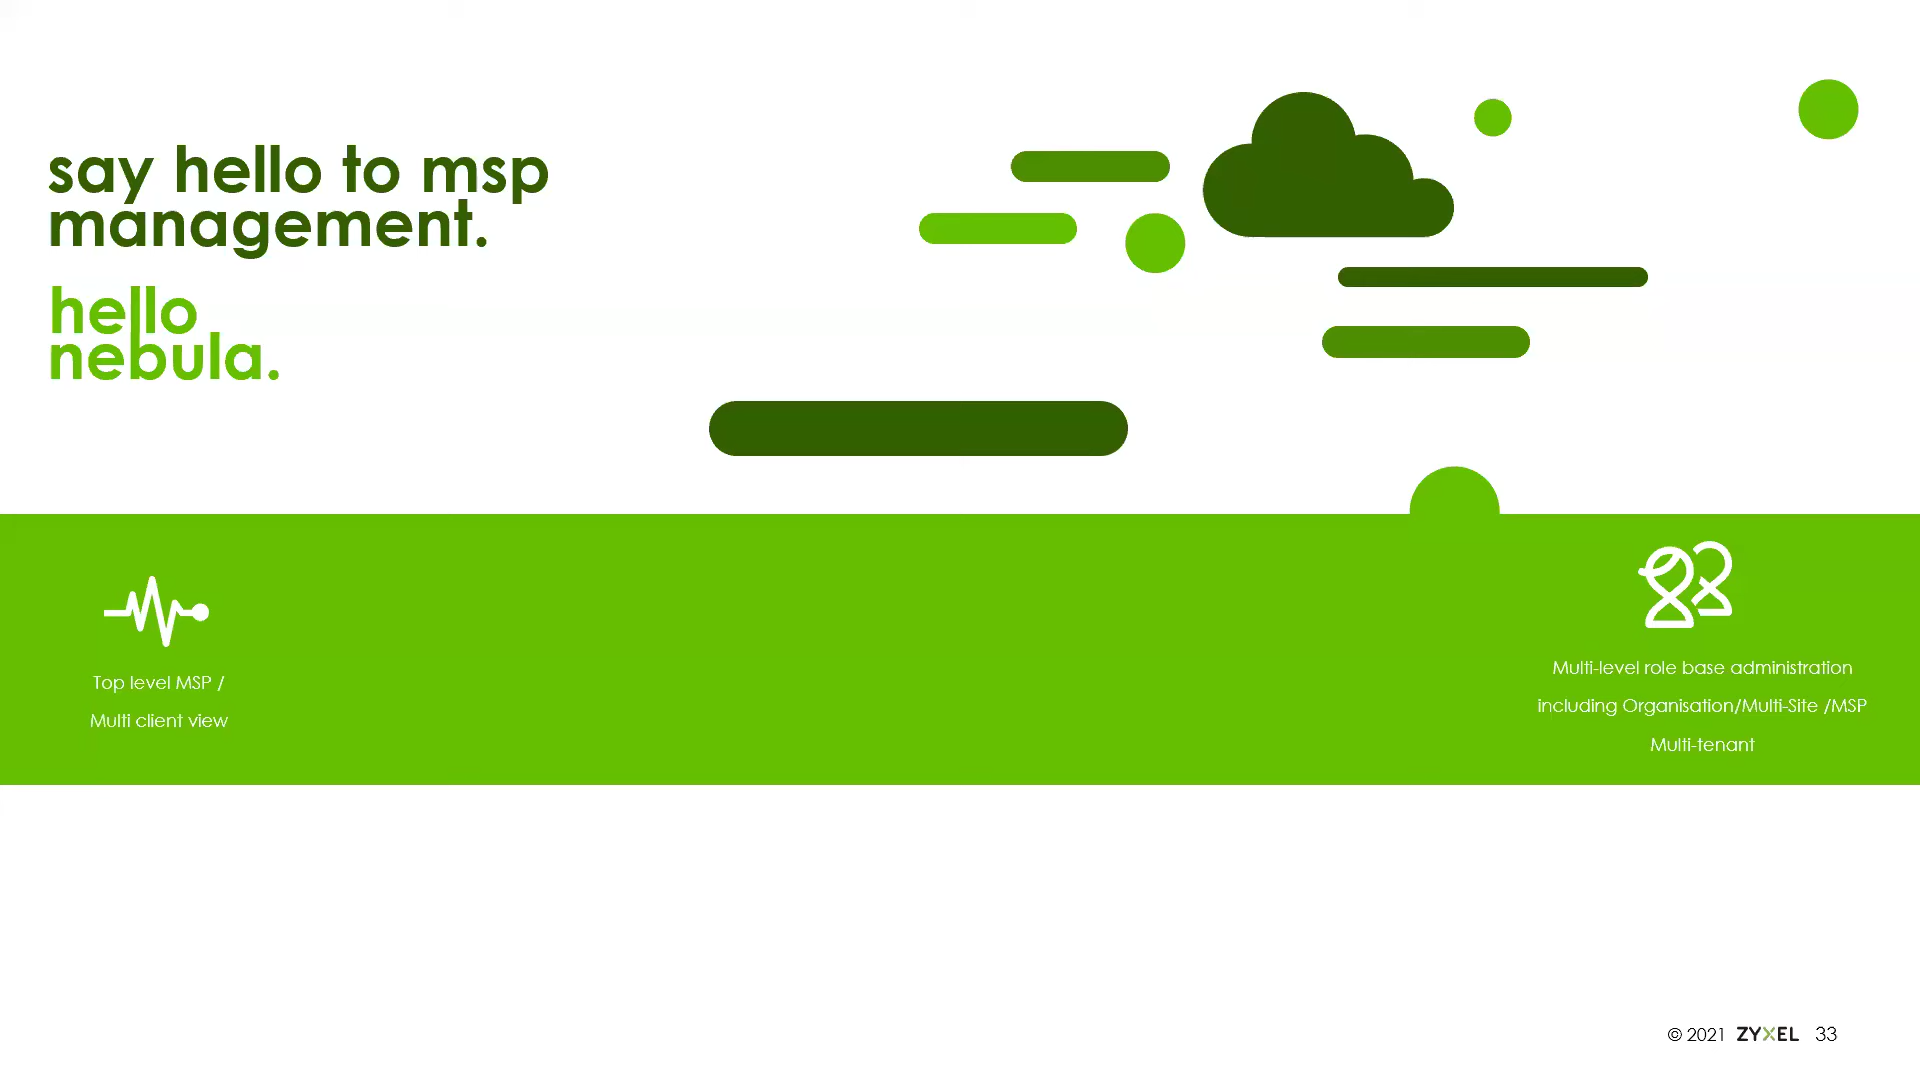 say hello to msp
management.
hello
nebula.
Top level MSP /
Multi client view
Multi-level role base administration
including Organisation/Multi-Site /MSP
Multi-tenant
© 2021 ZYXEL 33